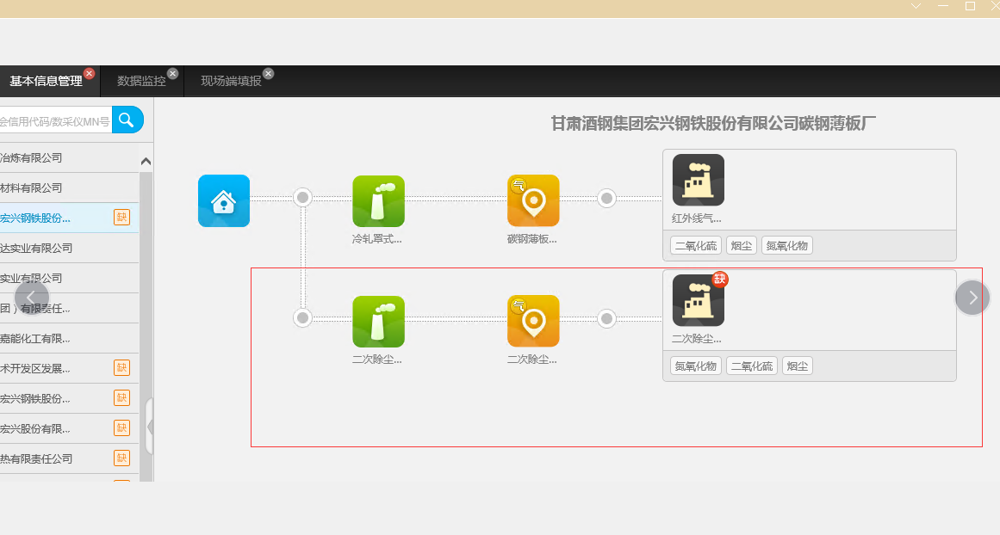 基本信息管理 数据监控 现场端填报
会信用代码/数采仪MN号
冶炼有限公司
材料有限公司
宏兴钢铁股份... 缺
达实业有限公司
实业有限公司
团）有限责任...
嘉能化工有限...
术开发区发展... 缺
宏兴钢铁股份... 缺
宏兴股份有限... 缺
热有限责任公司 缺
甘肃酒钢集团宏兴钢铁股份有限公司碳钢薄板厂
气
冷轧罩式... 碳钢薄板... 红外线气...
二氧化硫 烟尘 氮氧化物
气 缺
二次除尘... 二次除尘... 二次除尘...
氮氧化物 二氧化硫 烟尘